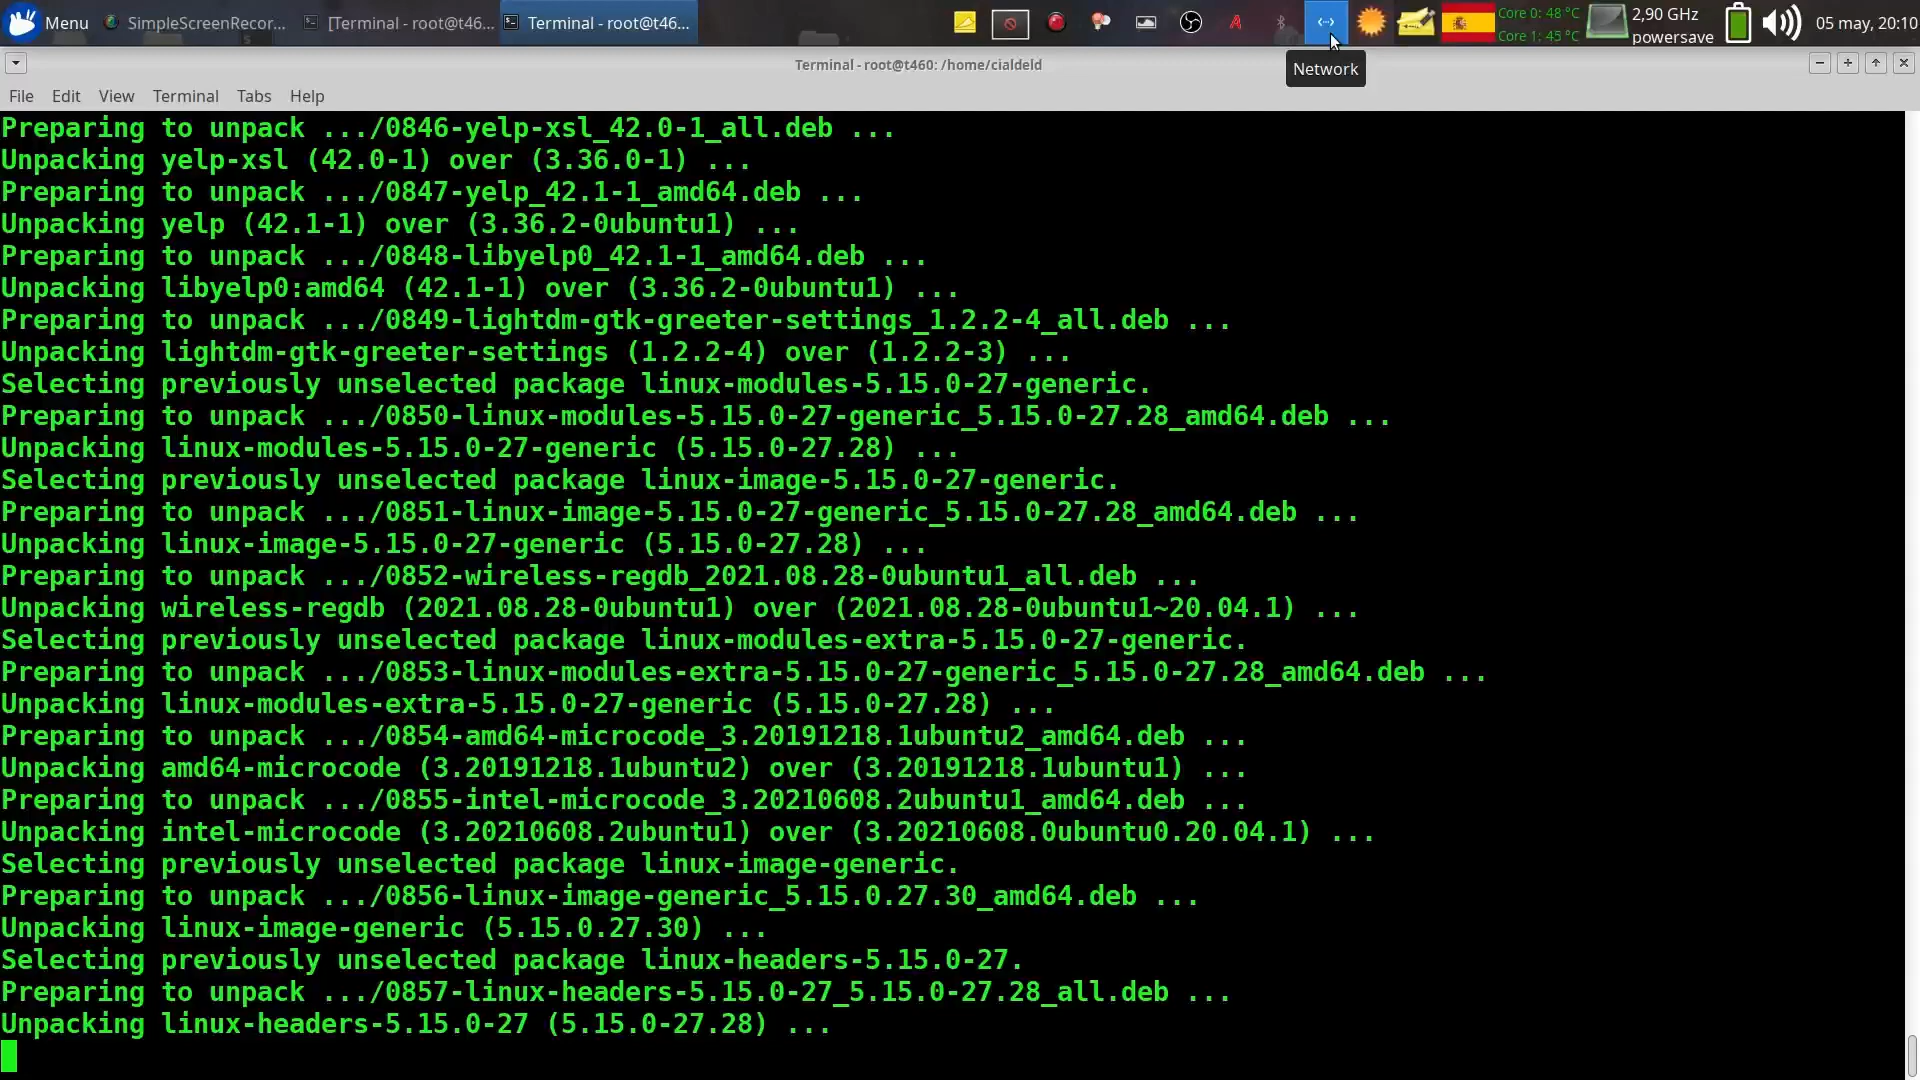 Menu
SimpleScreenRecor...
[Terminal - root@t46...
Terminal - root@t46...
Core 0: 48 °C
Core 1: 45 °C
2,90 GHz
powersave
05 may, 20:10
Network
Terminal - root@t460: /home/cialdeld
File Edit View Terminal Tabs Help
Preparing to unpack .../0846-yelp-xsl_42.0-1_all.deb ...
Unpacking yelp-xsl (42.0-1) over (3.36.0-1) ...
Preparing to unpack .../0847-yelp_42.1-1_amd64.deb ...
Unpacking yelp (42.1-1) over (3.36.2-0ubuntu1) ...
Preparing to unpack .../0848-libyelp0_42.1-1_amd64.deb ...
Unpacking libyelp0:amd64 (42.1-1) over (3.36.2-0ubuntu1) ...
Preparing to unpack .../0849-lightdm-gtk-greeter-settings_1.2.2-4_all.deb ...
Unpacking lightdm-gtk-greeter-settings (1.2.2-4) over (1.2.2-3) ...
Selecting previously unselected package linux-modules-5.15.0-27-generic.
Preparing to unpack .../0850-linux-modules-5.15.0-27-generic_5.15.0-27.28_amd64.deb ...
Unpacking linux-modules-5.15.0-27-generic (5.15.0-27.28) ...
Selecting previously unselected package linux-image-5.15.0-27-generic.
Preparing to unpack .../0851-linux-image-5.15.0-27-generic_5.15.0-27.28_amd64.deb ...
Unpacking linux-image-5.15.0-27-generic (5.15.0-27.28) ...
Preparing to unpack .../0852-wireless-regdb_2021.08.28-0ubuntu1_all.deb ...
Unpacking wireless-regdb (2021.08.28-0ubuntu1) over (2021.08.28-0ubuntu1~20.04.1) ...
Selecting previously unselected package linux-modules-extra-5.15.0-27-generic.
Preparing to unpack .../0853-linux-modules-extra-5.15.0-27-generic_5.15.0-27.28_amd64.deb ...
Unpacking linux-modules-extra-5.15.0-27-generic (5.15.0-27.28) ...
Preparing to unpack .../0854-amd64-microcode_3.20191218.1ubuntu2_amd64.deb ...
Unpacking amd64-microcode (3.20191218.1ubuntu2) over (3.20191218.1ubuntu1) ...
Preparing to unpack .../0855-intel-microcode_3.20210608.2ubuntu1_amd64.deb ...
Unpacking intel-microcode (3.20210608.2ubuntu1) over (3.20210608.0ubuntu0.20.04.1) ...
Selecting previously unselected package linux-image-generic.
Preparing to unpack .../0856-linux-image-generic_5.15.0.27.30_amd64.deb ...
Unpacking linux-image-generic (5.15.0.27.30) ...
Selecting previously unselected package linux-headers-5.15.0-27.
Preparing to unpack .../0857-linux-headers-5.15.0-27_5.15.0-27.28_all.deb ...
Unpacking linux-headers-5.15.0-27 (5.15.0-27.28) ...